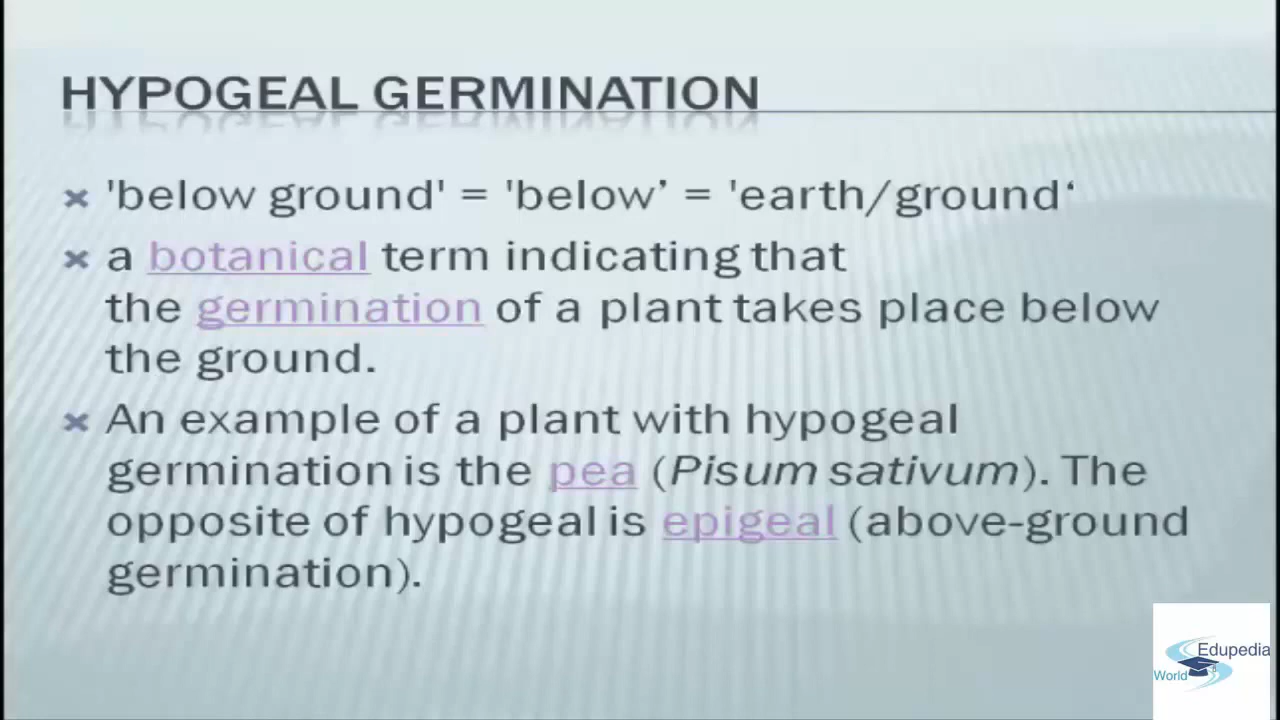 HYPOGEAL GERMINATION
'below ground' = 'below’ = 'earth/ground‘
a botanical term indicating that
the germination of a plant takes place below
the ground.
An example of a plant with hypogeal
germination is the pea (Pisum sativum). The
opposite of hypogeal is epigeal (above-ground
germination).
Edupedia
World